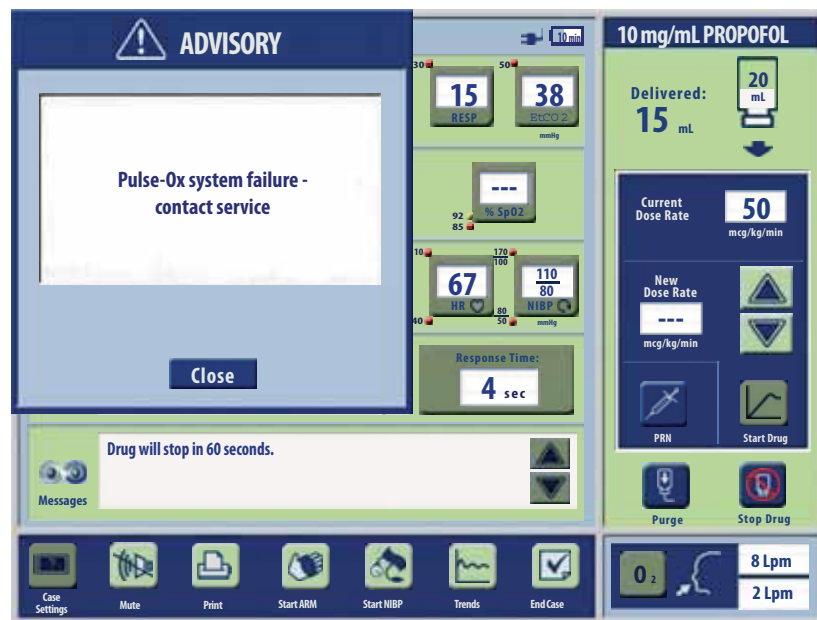 ADVISORY
Pulse-Ox system failure -
contact service
Close
10 min
30
15
RESP
50
38
EtCO2
mmHg
---
% SpO2
92
85
10
67
HR
40
170
100
110
80
NIBP
80
50
mmHg
Response Time:
4 sec
Drug will stop in 60 seconds.
Messages
10 mg/mL PROPOFOL
Delivered:
15 mL
20
mL
Current
Dose Rate
50
mcg/kg/min
New
Dose Rate
---
mcg/kg/min
PRN
Start Drug
Purge
Stop Drug
Case
Settings
Mute
Print
Start ARM
Start NIBP
Trends
End Case
O2
8 Lpm
2 Lpm